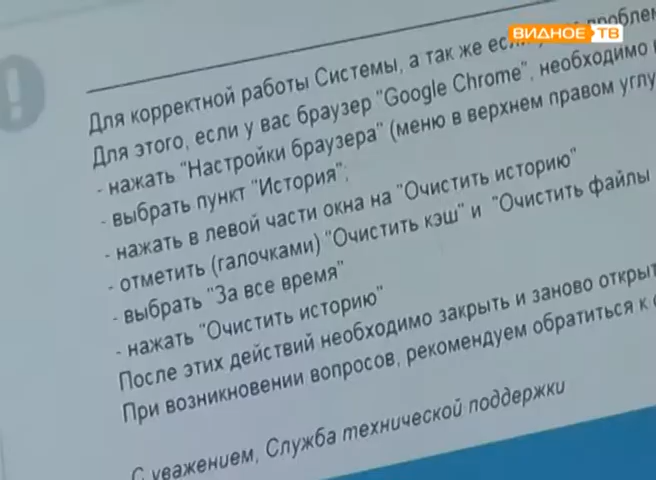 ВИДНОЕ ТВ
Для корректной работы Системы, а так же
Для этого, если у вас браузер "Google Chrome", необходимо
- нажать "Настройки браузера" (меню в верхнем правом углу
- выбрать пункт "История";
- нажать в левой части окна на "Очистить историю"
- отметить (галочками) "Очистить кэш" и "Очистить файлы
- выбрать "За все время"
- нажать "Очистить историю"
После этих действий необходимо закрыть и заново
При возникновении вопросов, рекомендуем обратиться к
С уважением, Служба технической поддержки